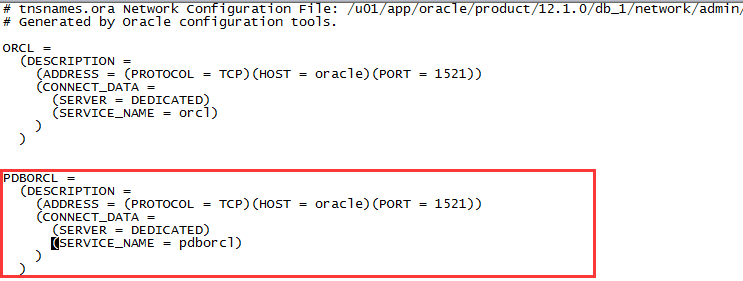 # tnsnames.ora Network Configuration File: /u01/app/oracle/product/12.1.0/db_1/network/admin/
# Generated by Oracle configuration tools.
ORCL =
  (DESCRIPTION =
    (ADDRESS = (PROTOCOL = TCP)(HOST = oracle)(PORT = 1521))
    (CONNECT_DATA =
      (SERVER = DEDICATED)
      (SERVICE_NAME = orcl)
    )
  )
PDBORCL =
  (DESCRIPTION =
    (ADDRESS = (PROTOCOL = TCP)(HOST = oracle)(PORT = 1521))
    (CONNECT_DATA =
      (SERVER = DEDICATED)
      (SERVICE_NAME = pdborcl)
    )
  )